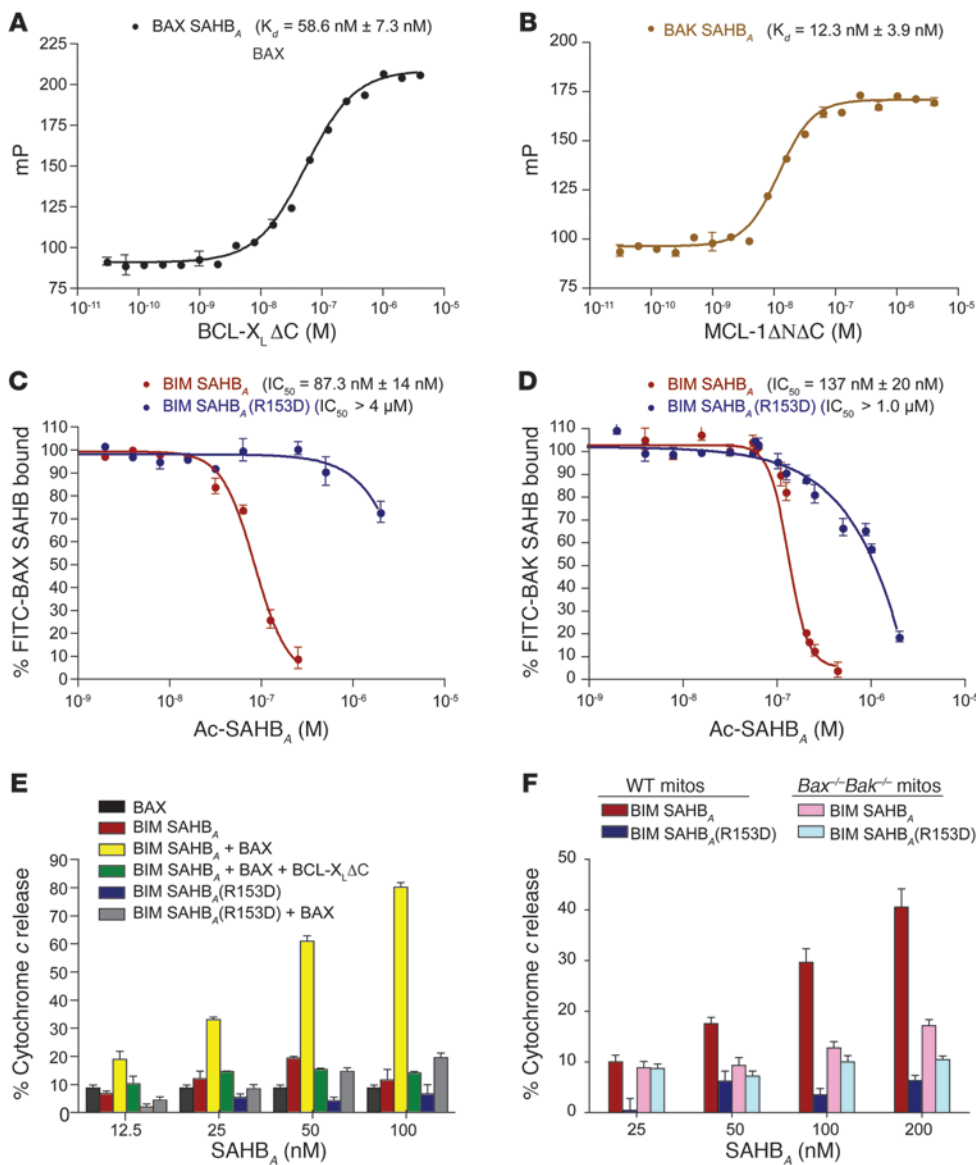 A
BAX SAHBA (Kd = 58.6 nM ± 7.3 nM)
BAX
mP
200
175
150
125
100
75
10-11 10-10 10-9 10-8 10-7 10-6 10-5
BCL-XL ΔC (M)
B
BAK SAHBA (Kd = 12.3 nM ± 3.9 nM)
mP
175
150
125
100
75
10-11 10-10 10-9 10-8 10-7 10-6 10-5
MCL-1ΔNΔC (M)
C
BIM SAHBA (IC50 = 87.3 nM ± 14 nM)
BIM SAHBA(R153D) (IC50 > 4 µM)
% FITC-BAX SAHB bound
110
100
90
80
70
60
50
40
30
20
10
0
10-9 10-8 10-7 10-6 10-5
Ac-SAHBA (M)
D
BIM SAHBA (IC50 = 137 nM ± 20 nM)
BIM SAHBA(R153D) (IC50 > 1.0 µM)
% FITC-BAK SAHB bound
110
100
90
80
70
60
50
40
30
20
10
0
10-9 10-8 10-7 10-6 10-5
Ac-SAHBA (M)
E
BAX
BIM SAHBA
BIM SAHBA + BAX
BIM SAHBA + BAX + BCL-XLΔC
BIM SAHBA(R153D)
BIM SAHBA(R153D) + BAX
% Cytochrome c release
90
80
70
60
50
40
30
20
10
0
12.5 25 50 100
SAHBA (nM)
F
WT mitos Bax-/-Bak-/- mitos
BIM SAHBA BIM SAHBA
BIM SAHBA(R153D) BIM SAHBA(R153D)
% Cytochrome c release
50
40
30
20
10
0
25 50 100 200
SAHBA (nM)